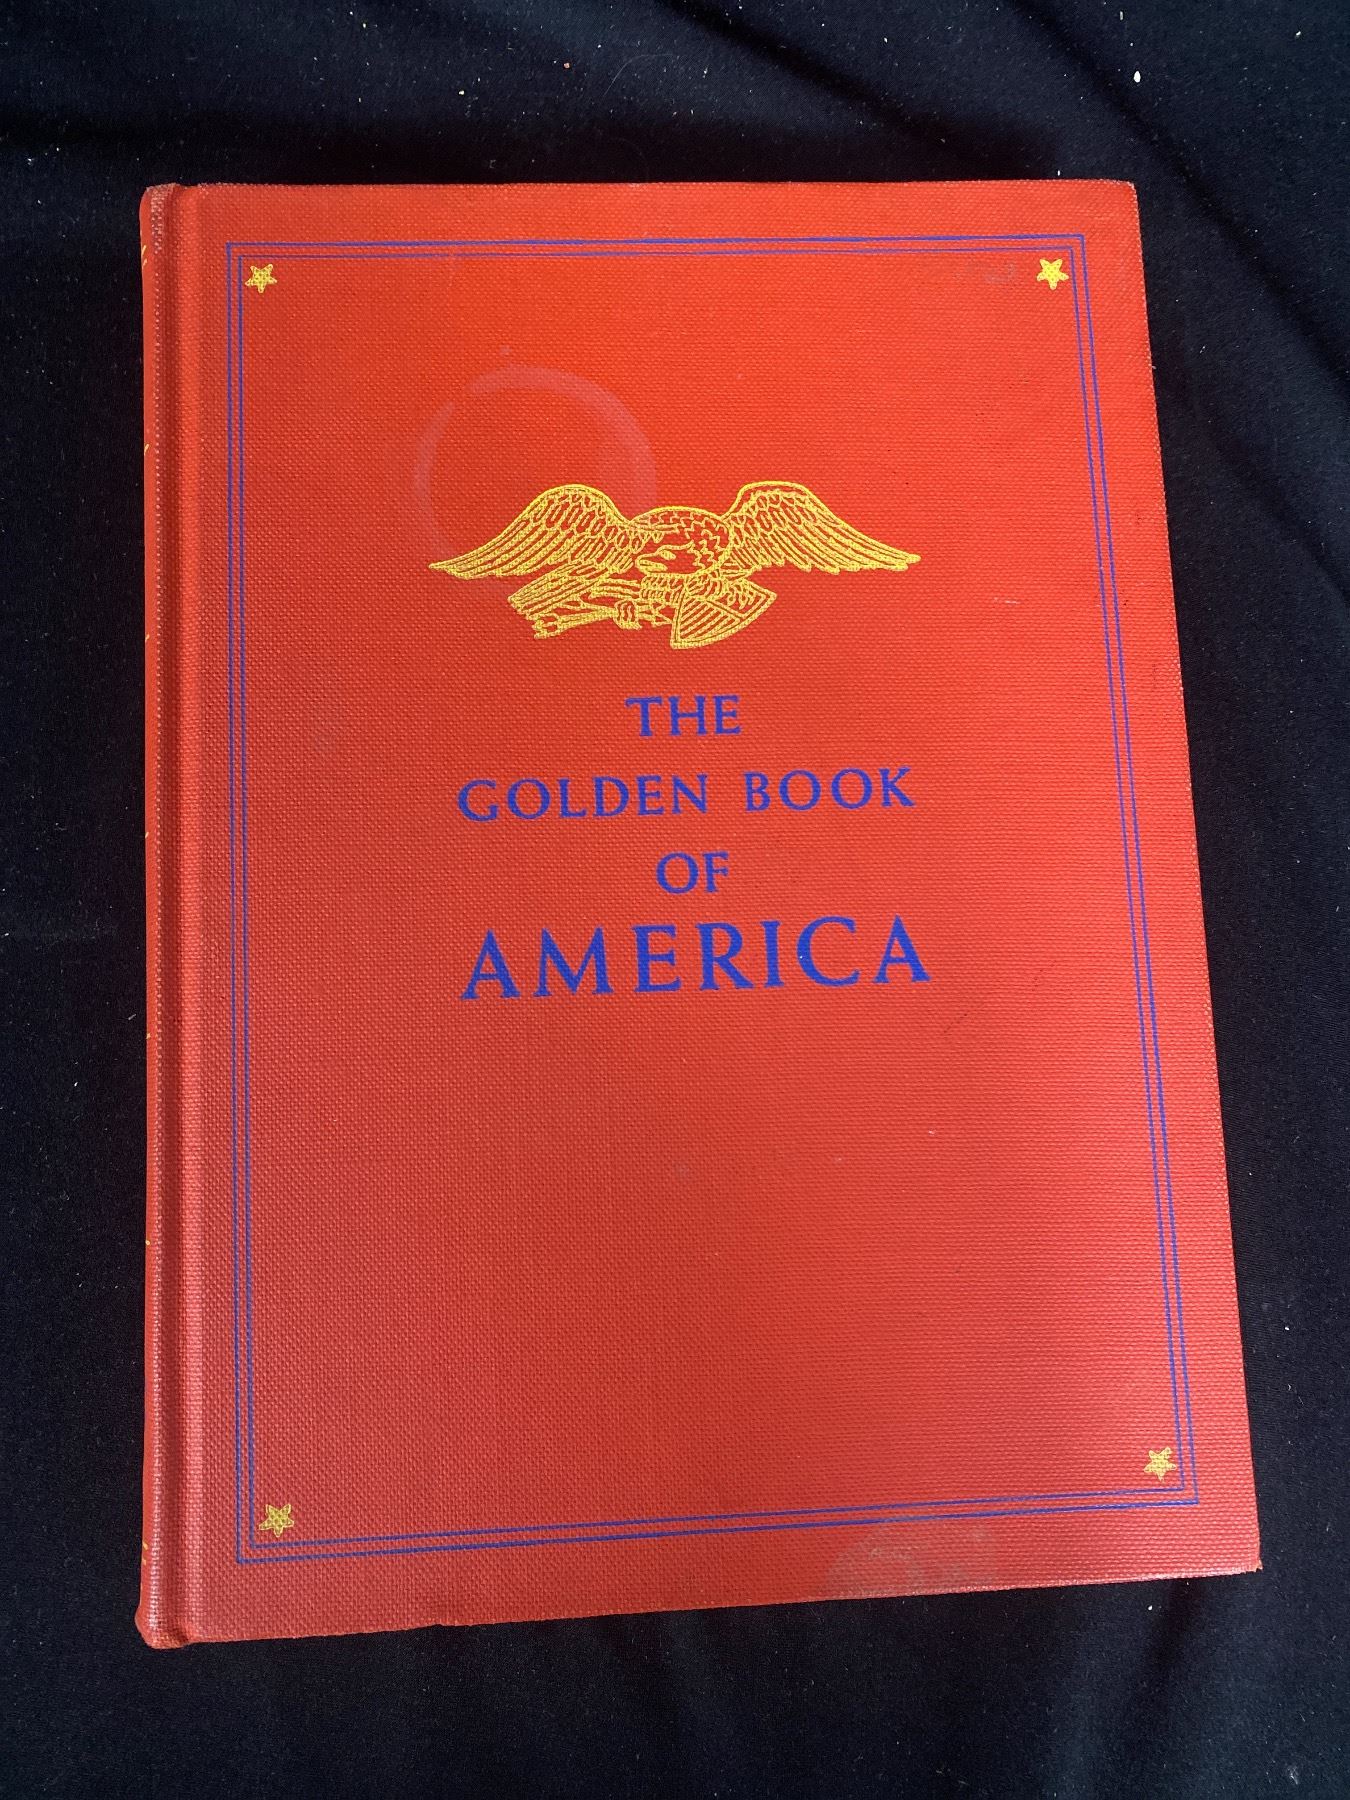 THE
GOLDEN BOOK
OF
AMERICA